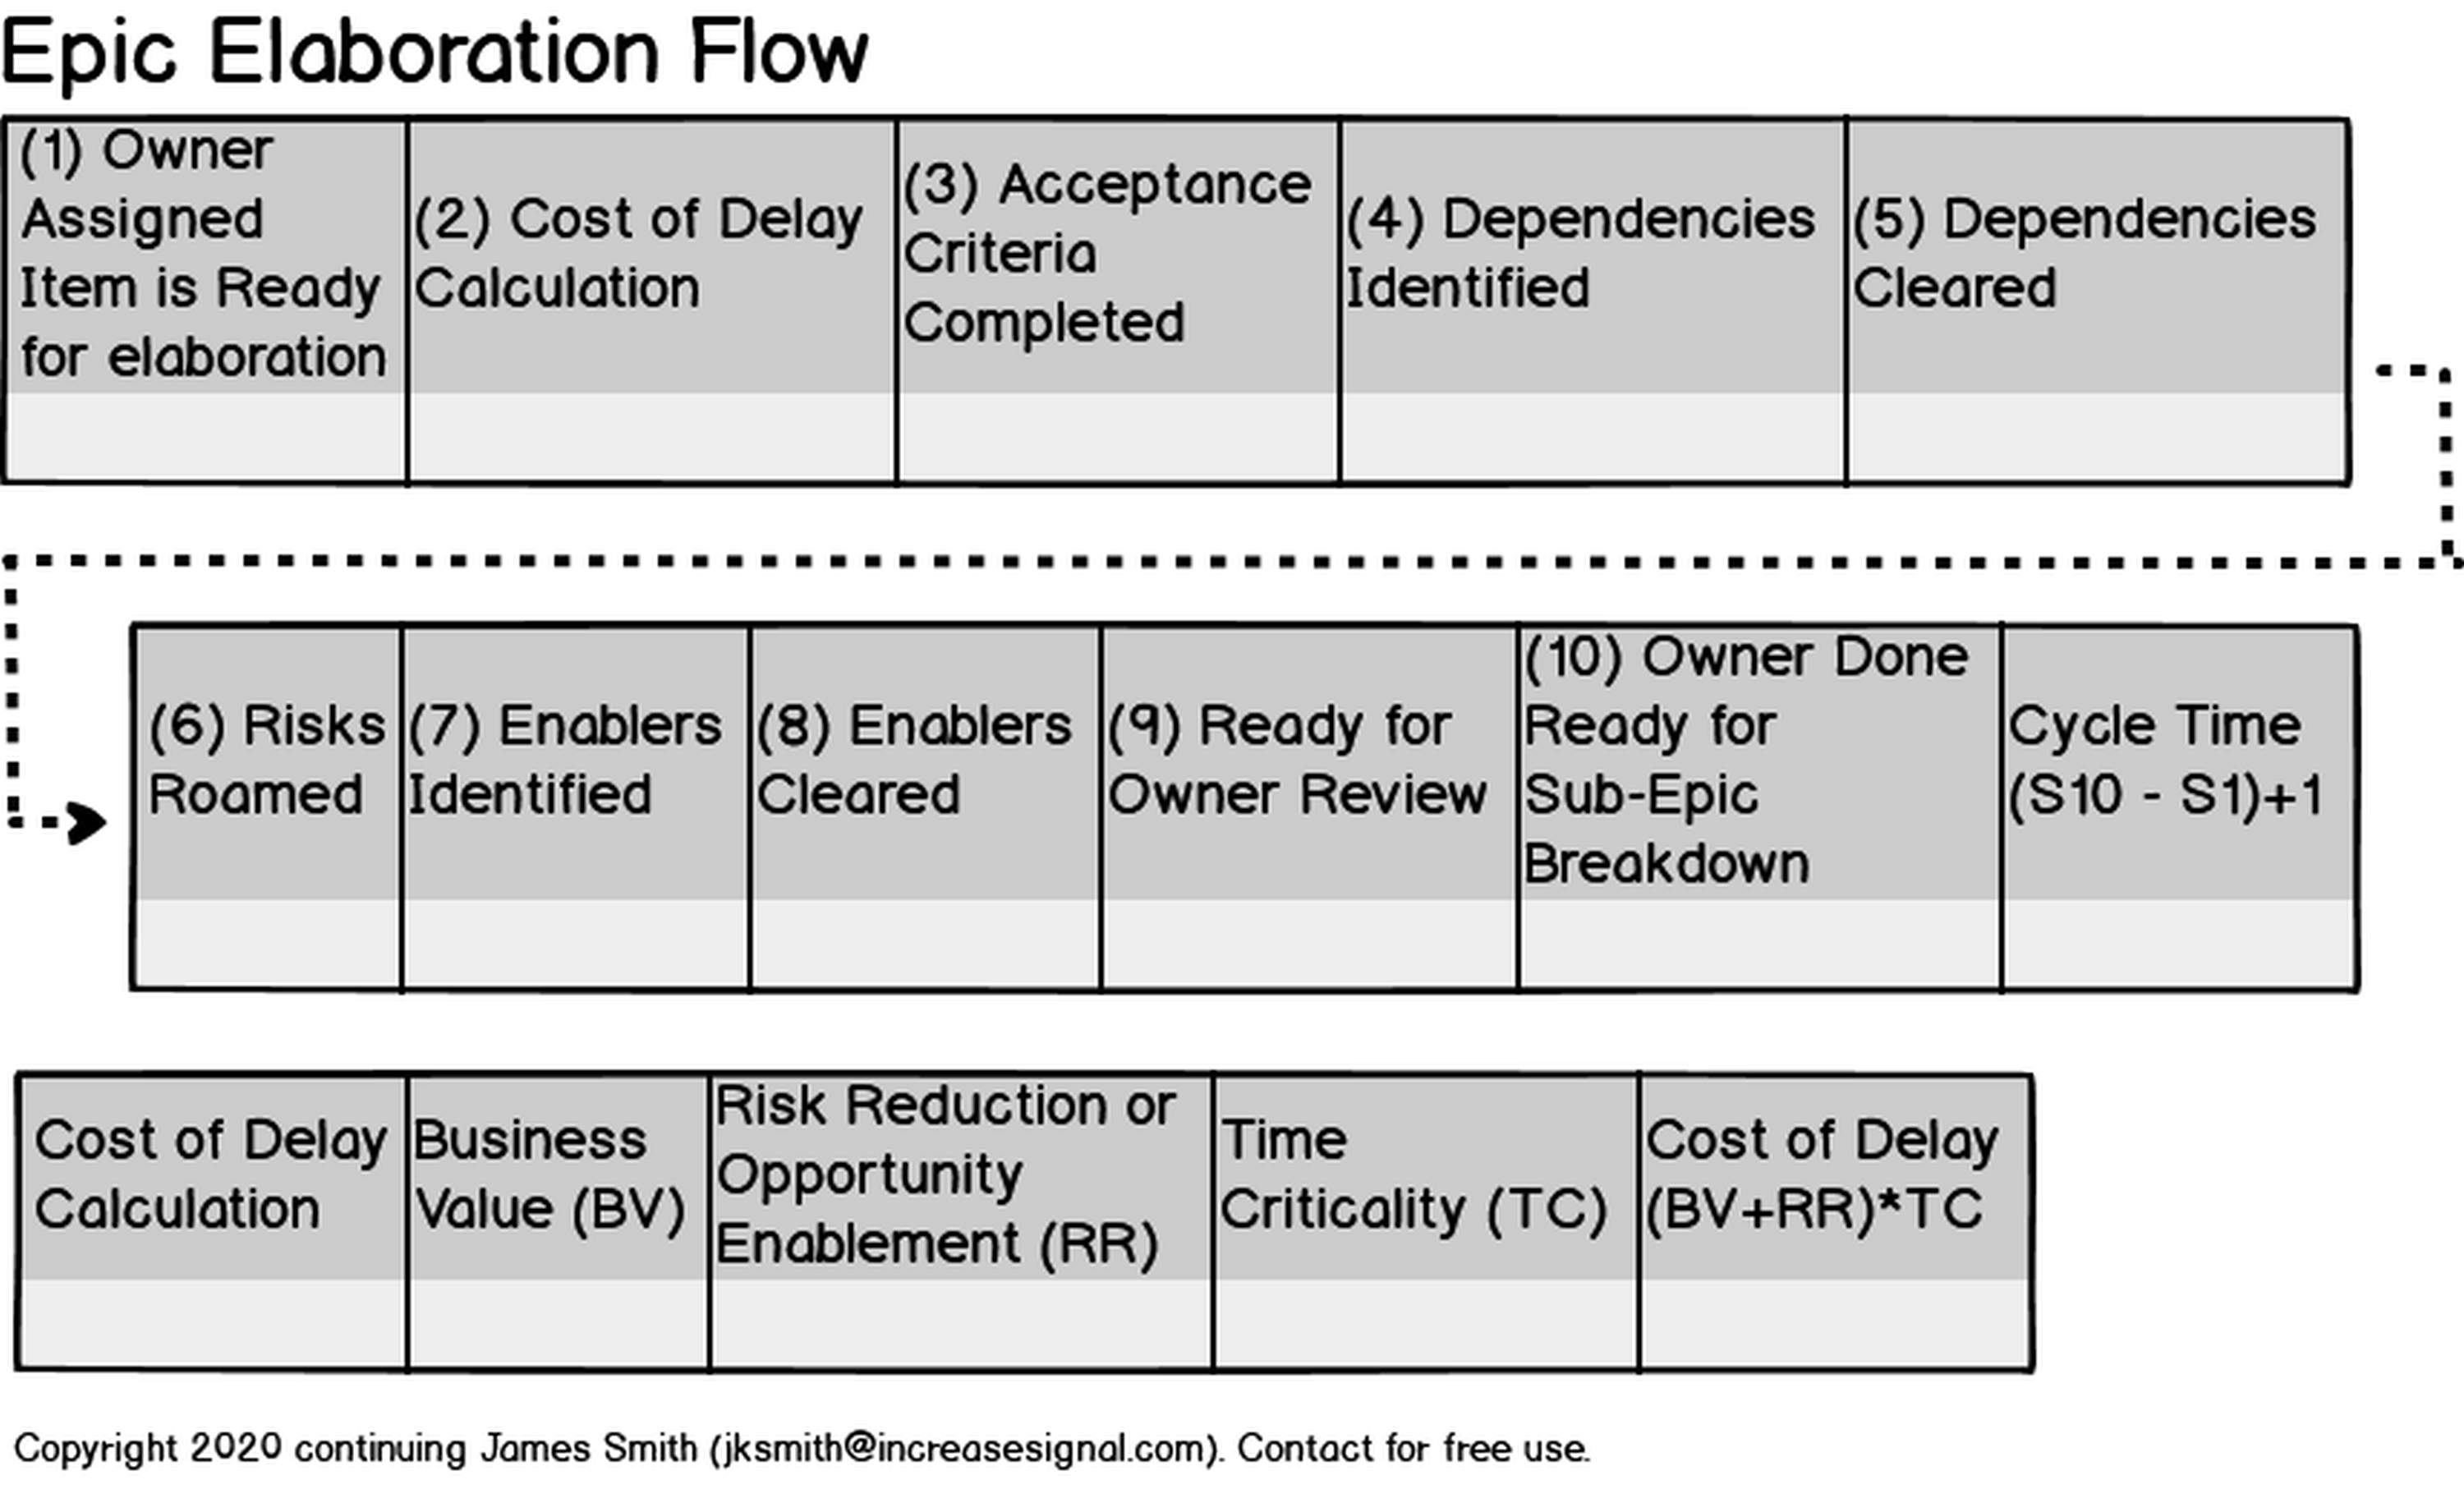 Epic Elaboration Flow
(1) Owner
Assigned
Item is Ready
for elaboration
(2) Cost of Delay
Calculation
(3) Acceptance
Criteria
Completed
(4) Dependencies
Identified
(5) Dependencies
Cleared
(6) Risks
Roamed
(7) Enablers
Identified
(8) Enablers
Cleared
(9) Ready for
Owner Review
(10) Owner Done
Ready for
Sub-Epic
Breakdown
Cycle Time
(S10 - S1)+1
Cost of Delay
Calculation
Business
Value (BV)
Risk Reduction or
Opportunity
Enablement (RR)
Time
Criticality (TC)
Cost of Delay
(BV+RR)*TC
Copyright 2020 continuing James Smith (jksmith@increasesignal.com). Contact for free use.